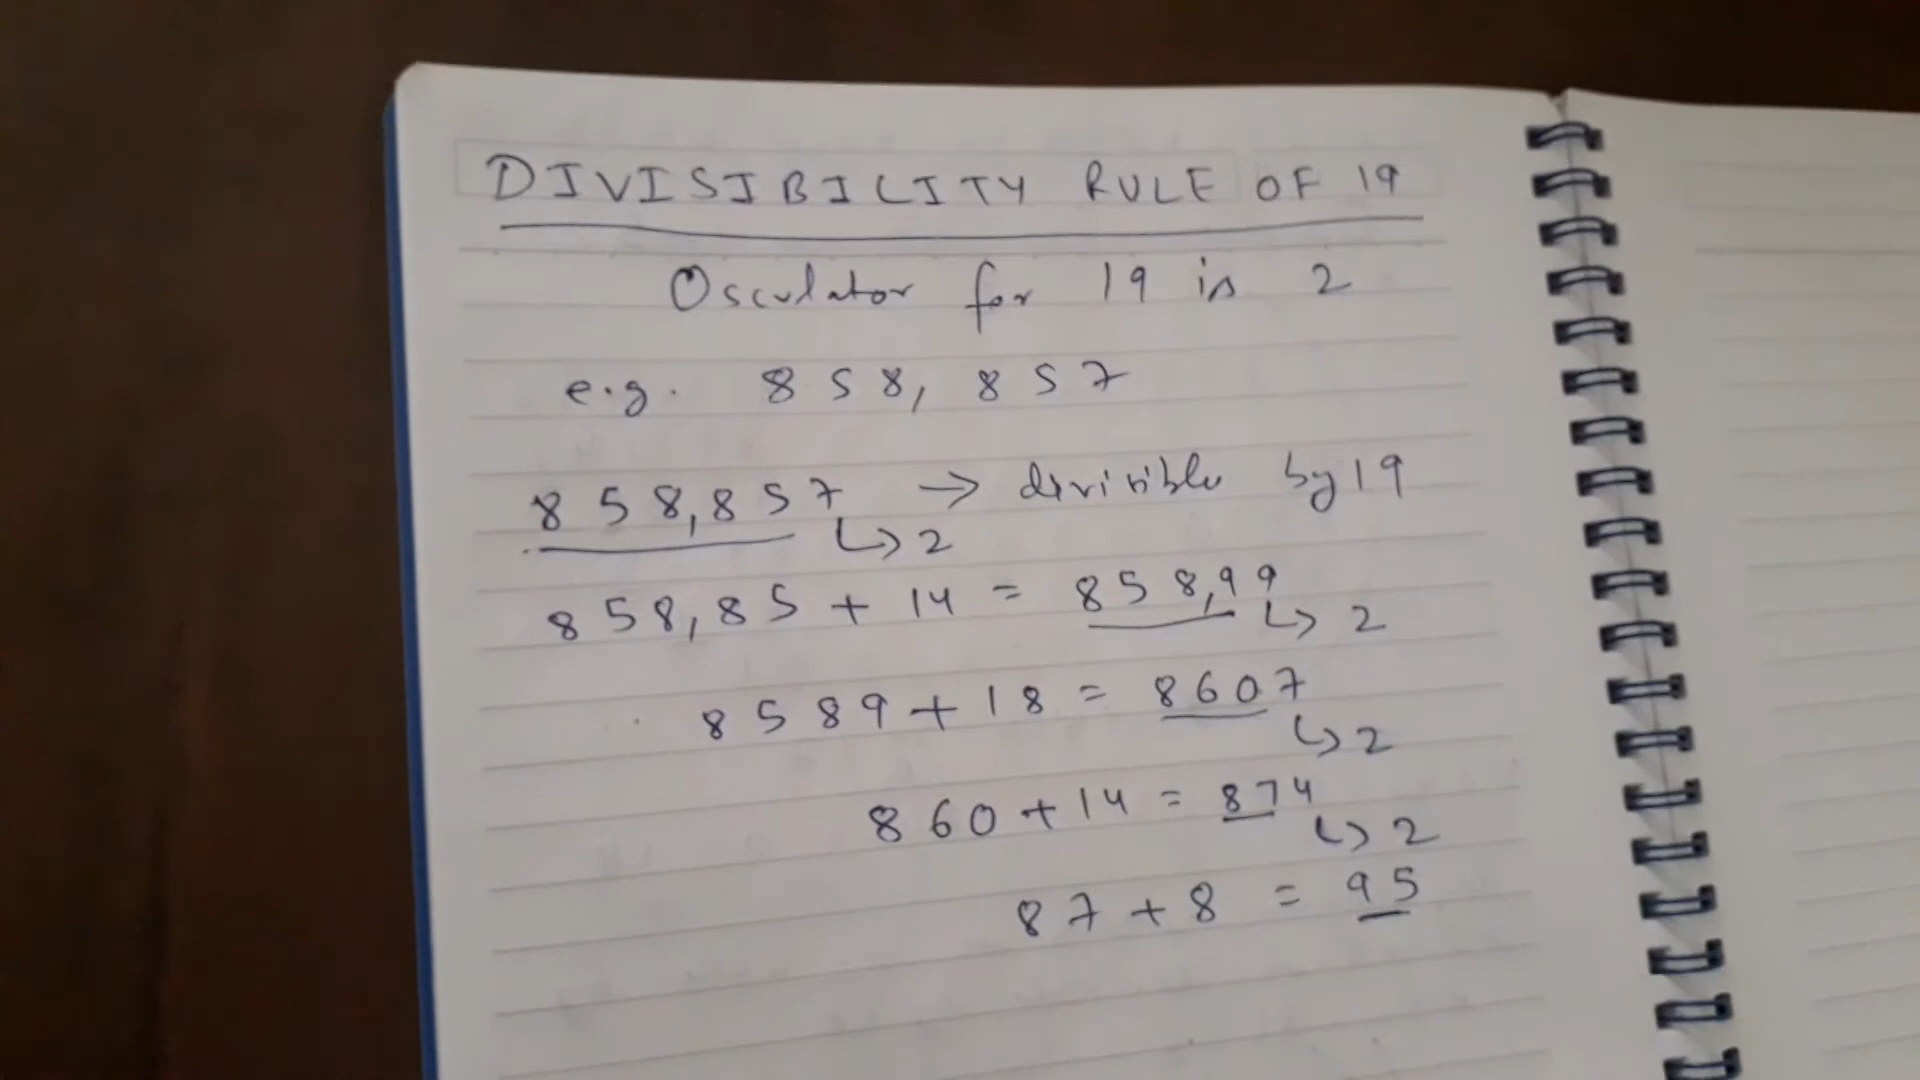 DIVISIBILITY RULE OF 19
Osculator for 19 is 2
e.g. 858,857
858,857 → divisible by 19
↳ 2
858,85 + 14 = 858,99
↳ 2
8589 + 18 = 8607
↳ 2
860 + 14 = 874
↳ 2
87 + 8 = 95